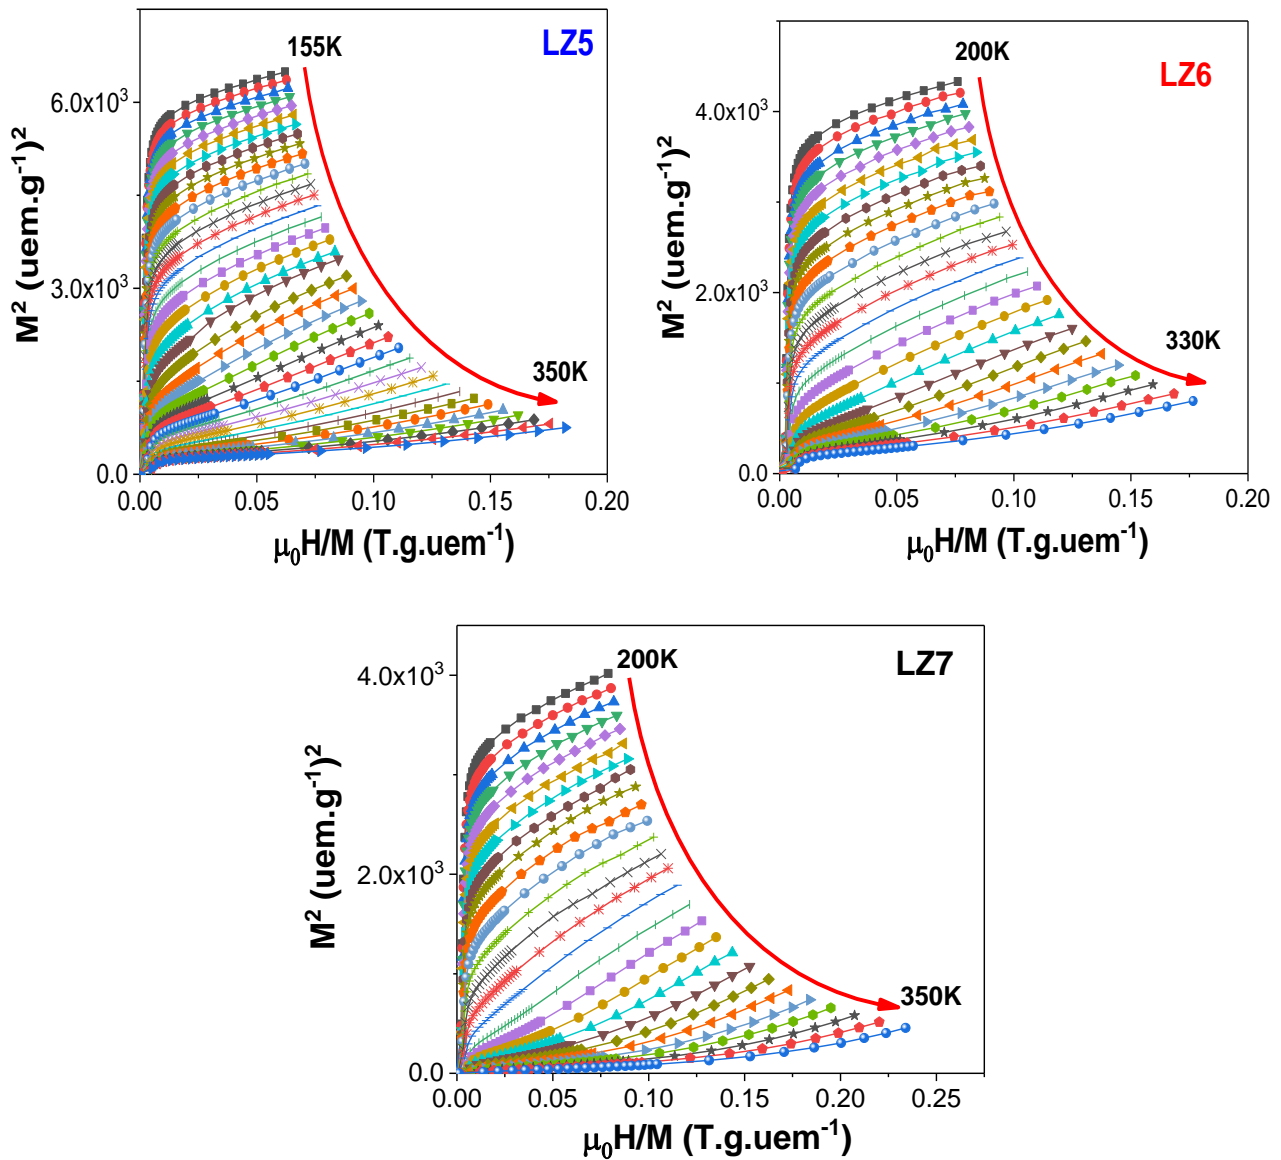 155K
LZ5
6.0x10³
3.0x10³
0.0
350K
0.00 0.05 0.10 0.15 0.20
M² (uem.g⁻¹)²
μ₀H/M (T.g.uem⁻¹)
200K
LZ6
4.0x10³
2.0x10³
0.0
330K
0.00 0.05 0.10 0.15 0.20
M² (uem.g⁻¹)²
μ₀H/M (T.g.uem⁻¹)
200K
LZ7
4.0x10³
2.0x10³
0.0
350K
0.00 0.05 0.10 0.15 0.20 0.25
M² (uem.g⁻¹)²
μ₀H/M (T.g.uem⁻¹)